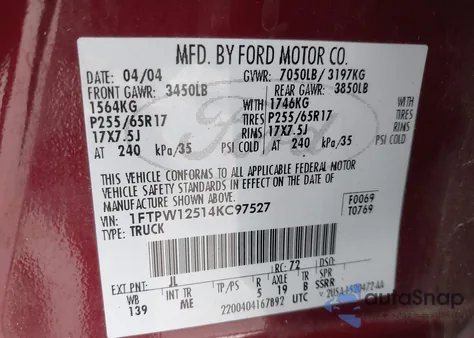 MFD. BY FORD MOTOR CO.
DATE 04/04 GVWR: 7050LB / 3197KG
FRONT GAWR: 3450LB REAR GAWR: 3850LB
1564KG WITH 1746KG WITH
P255/65R17 TIRES P255/65R17 TIRES
17X7.5J RIMS 17X7.5J RIMS
AT 240 kPa/35 PSI AT 240 kPa/35
THIS VEHICLE CONFORMS TO ALL APPLICABLE FEDERAL MOTOR
VEHICLE SAFETY STANDARDS IN EFFECT ON THE DATE OF
MANUFACTURE SHOWN ABOVE.
VEHICLE: 1FTPW12514KC97527 F0069
TYPE: TRUCK T0769
RC: 72 DSO:
EXT PNT: JL
WB INT TR TP/PS R AXLE TR SPR
139 ME 5 19 B SSRR
2200404167892 UTC
Ford
autoSnap